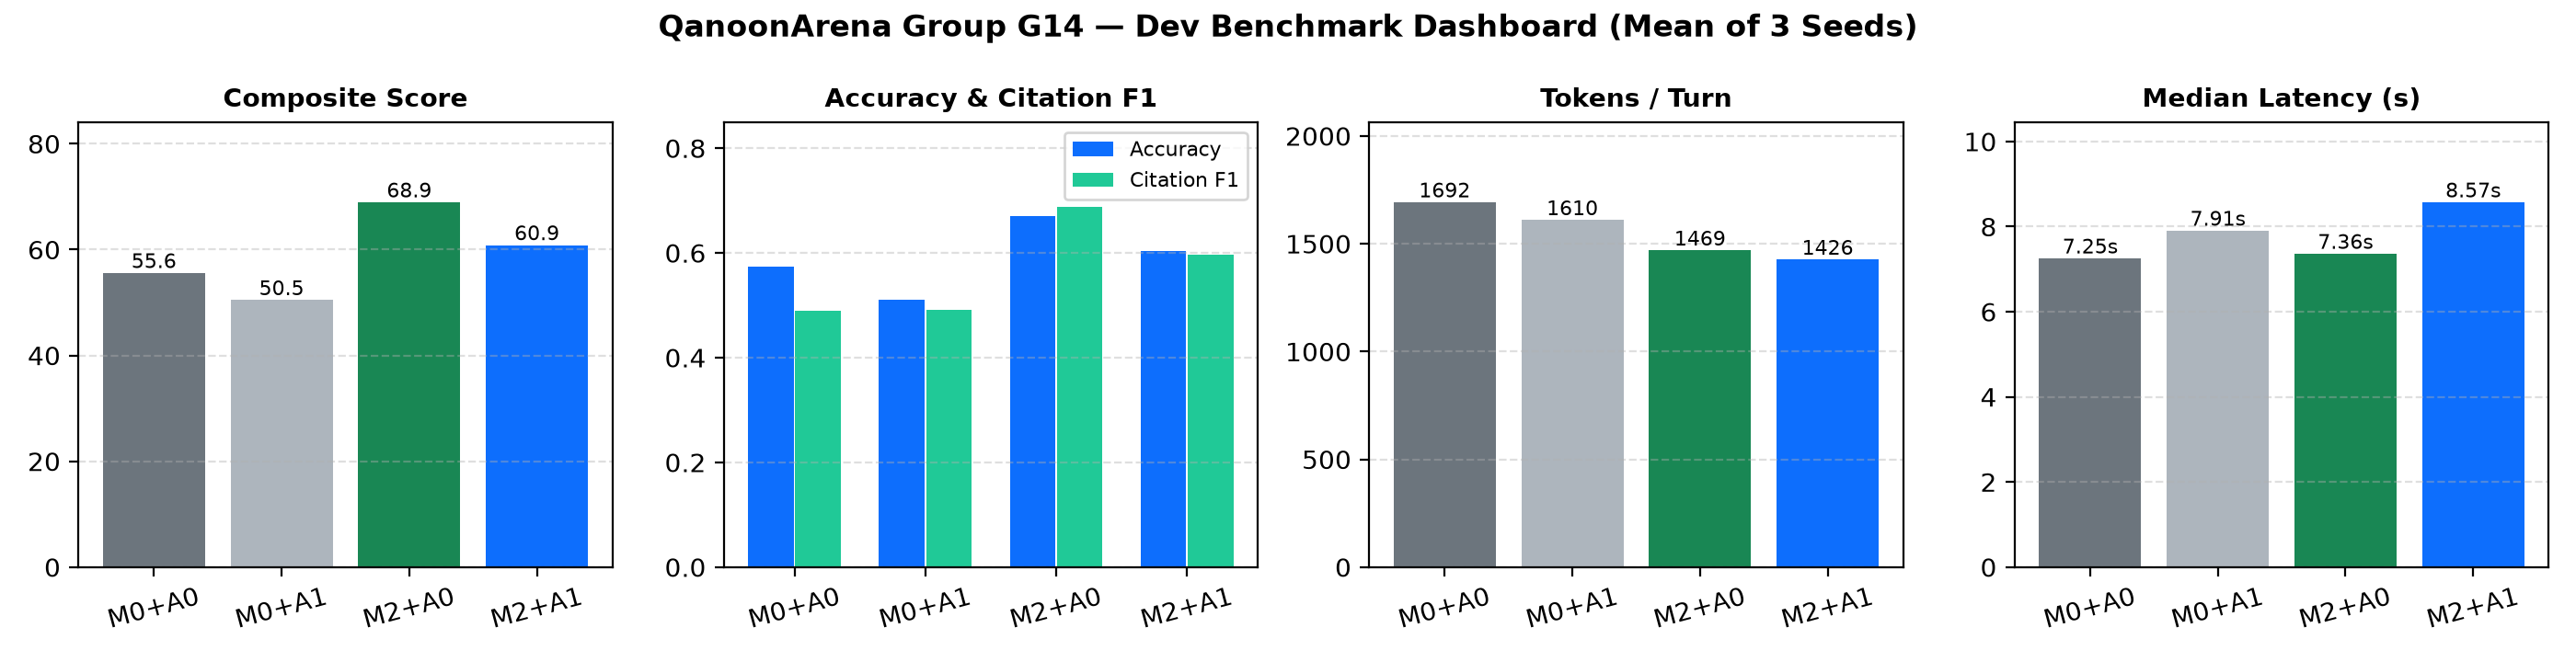 QanoonArena Group G14 — Dev Benchmark Dashboard (Mean of 3 Seeds)
Composite Score
80
60
40
20
0
55.6
50.5
68.9
60.9
M0+A0
M0+A1
M2+A0
M2+A1
Accuracy & Citation F1
0.8
0.6
0.4
0.2
0.0
Accuracy
Citation F1
M0+A0
M0+A1
M2+A0
M2+A1
Tokens / Turn
2000
1500
1000
500
0
1692
1610
1469
1426
M0+A0
M0+A1
M2+A0
M2+A1
Median Latency (s)
10
8
6
4
2
0
7.25s
7.91s
7.36s
8.57s
M0+A0
M0+A1
M2+A0
M2+A1